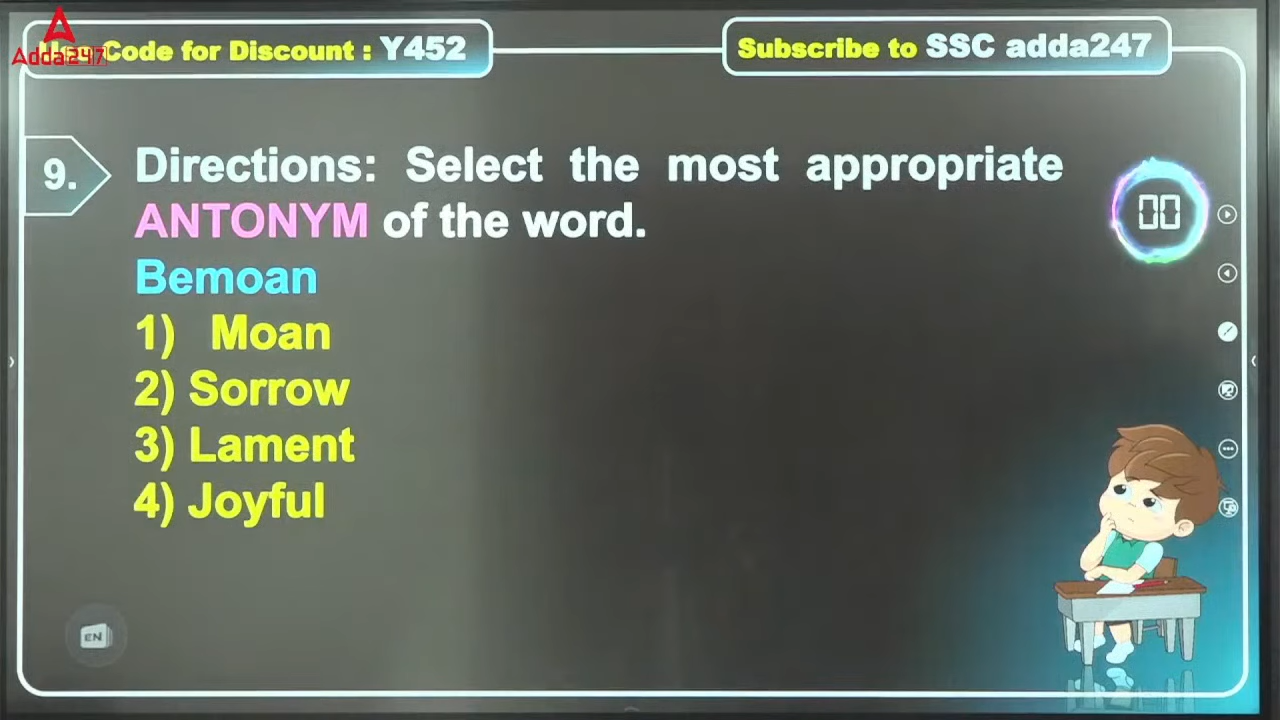 Adda247
Code for Discount : Y452
Subscribe to SSC adda247
9.
Directions: Select the most appropriate
ANTONYM of the word.
00
Bemoan
1) Moan
2) Sorrow
3) Lament
4) Joyful
EN